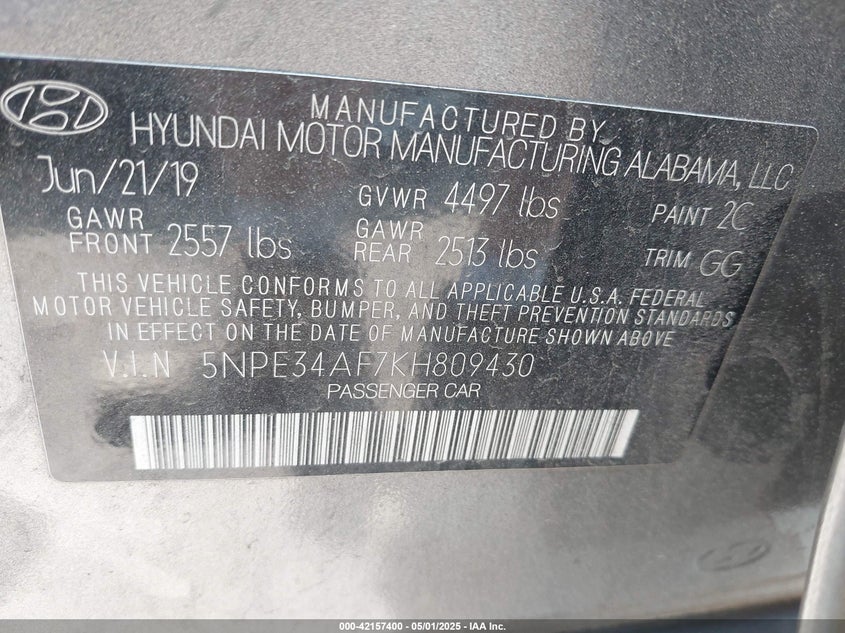 MANUFACTURED BY
HYUNDAI MOTOR MANUFACTURING ALABAMA, LLC
Jun/21/19
GVWR 4497 lbs
PAINT 2C
GAWR FRONT 2557 lbs
GAWR REAR 2513 lbs
TRIM GG
THIS VEHICLE CONFORMS TO ALL APPLICABLE U.S.A. FEDERAL
MOTOR VEHICLE SAFETY, BUMPER, AND THEFT PREVENTION STANDARDS
IN EFFECT ON THE DATE OF MANUFACTURE SHOWN ABOVE
V.I.N 5NPE34AF7KH809430
PASSENGER CAR
000-42157400 - 05/01/2025 - IAA Inc.